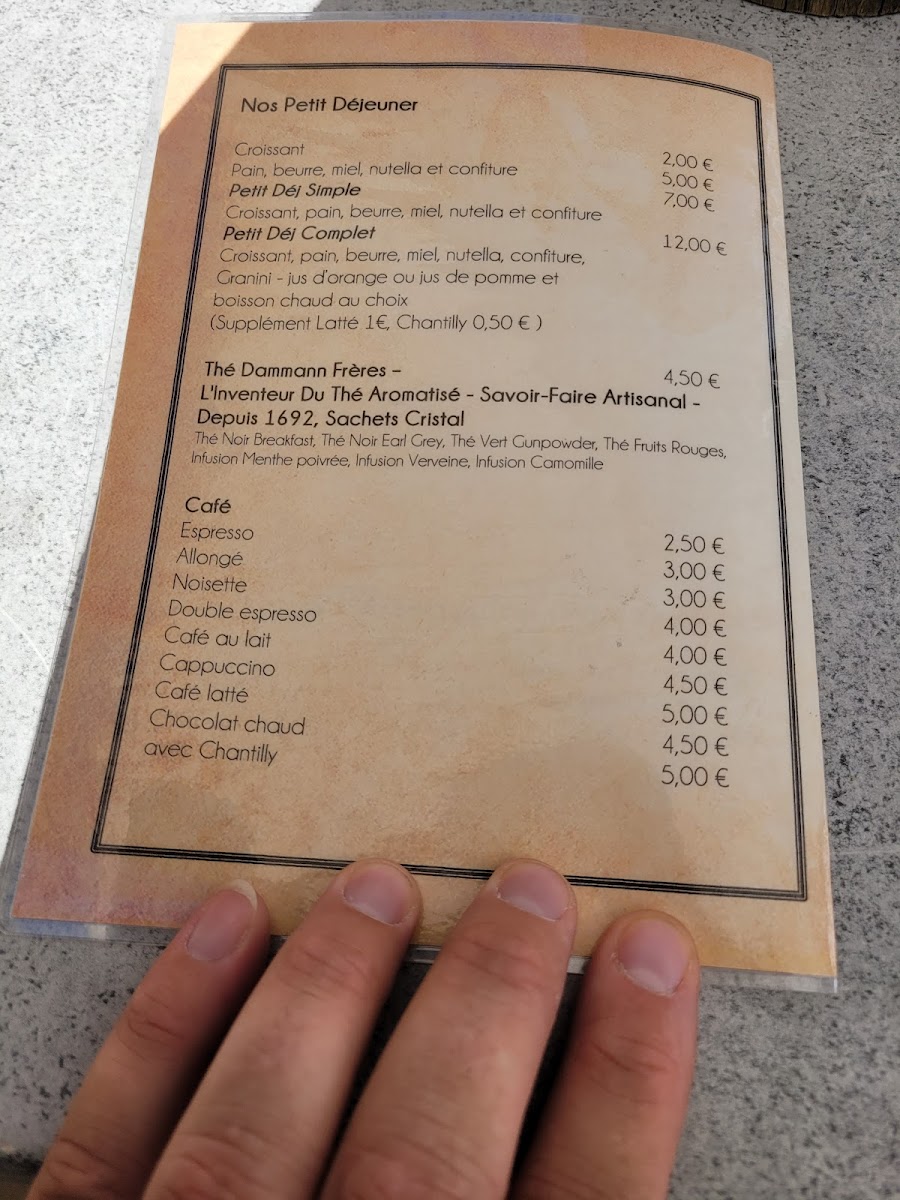 Nos Petit Déjeuner
Croissant 2,00 €
Pain, beurre, miel, nutella et confiture 5,00 €
Petit Déj Simple 7,00 €
Croissant, pain, beurre, miel, nutella et confiture
Petit Déj Complet 12,00 €
Croissant, pain, beurre, miel, nutella, confiture,
Granini - jus d'orange ou jus de pomme et
boisson chaud au choix
(Supplément Latté 1€, Chantilly 0,50 € )
Thé Dammann Frères – 4,50 €
L'Inventeur Du Thé Aromatisé - Savoir-Faire Artisanal -
Depuis 1692, Sachets Cristal
Thé Noir Breakfast, Thé Noir Earl Grey, Thé Vert Gunpowder, Thé Fruits Rouges,
Infusion Menthe poivrée, Infusion Verveine, Infusion Camomille
Café
Espresso 2,50 €
Allongé 3,00 €
Noisette 3,00 €
Double espresso 4,00 €
Café au lait 4,00 €
Cappuccino 4,50 €
Café latté 5,00 €
Chocolat chaud 4,50 €
avec Chantilly 5,00 €